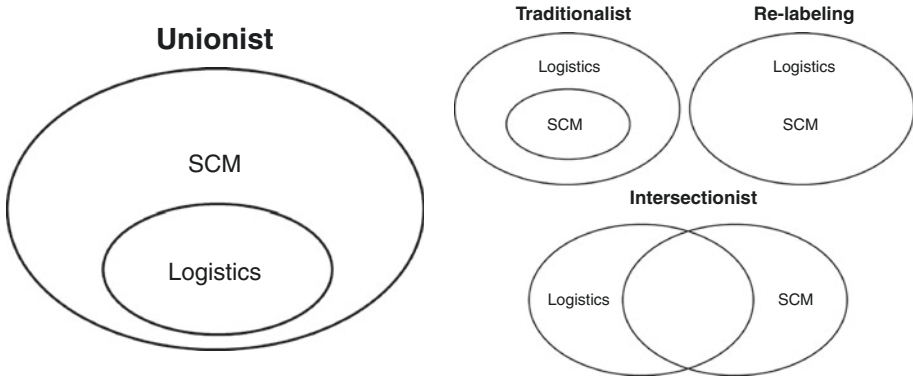 Unionist
SCM
Logistics
Traditionalist
Logistics
SCM
Re-labeling
Logistics
SCM
Intersectionist
Logistics
SCM